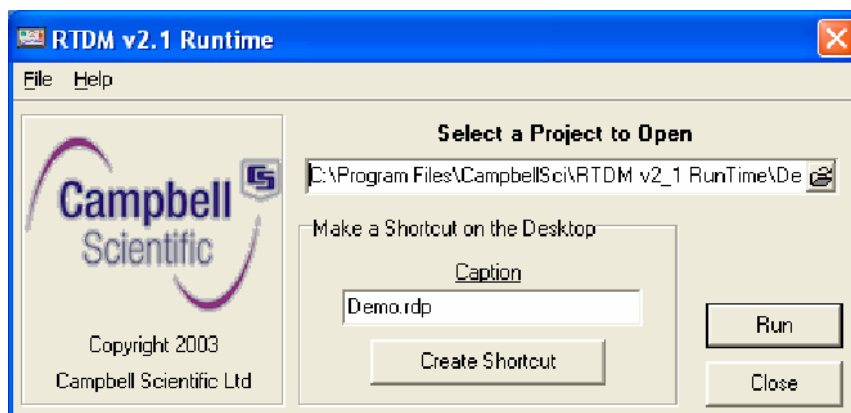 RTDM v2.1 Runtime
File Help
Campbell
Scientific
Copyright 2003
Campbell Scientific Ltd
Select a Project to Open
C:\Program Files\CampbellSci\RTDM v2_1 RunTime\De
Make a Shortcut on the Desktop
Caption
Demo.rdp
Create Shortcut
Run
Close